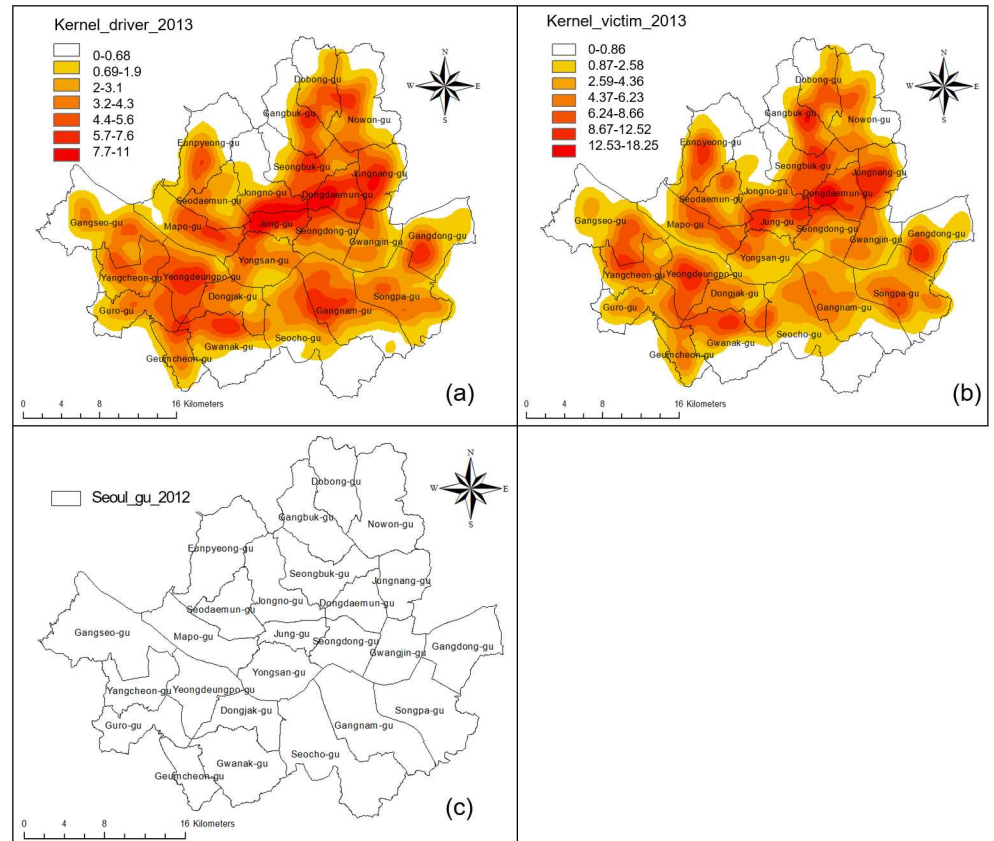 Kernel_driver_2013
0-0.68
0.69-1.9
2-3.1
3.2-4.3
4.4-5.6
5.7-7.6
7.7-11
N
W
E
S
Dobong-gu
Gangbuk-gu
Nowon-gu
Eunpyeong-gu
Seongbuk-gu
Jungnang-gu
Jongno-gu
Dongdaemun-gu
Seodaemun-gu
Gangseo-gu
Mapo-gu
Jung-gu
Seongdong-gu
Gwangjin-gu
Gangdong-gu
Yongsan-gu
Yangcheon-gu
Yeongdeungpo-gu
Dongjak-gu
Songpa-gu
Guro-gu
Gangnam-gu
Gwanak-gu
Seocho-gu
Geumcheon-gu
(a)
0 4 8 16 Kilometers
Kernel_victim_2013
0-0.86
0.87-2.58
2.59-4.36
4.37-6.23
6.24-8.66
8.67-12.52
12.53-18.25
N
W
E
S
Dobong-gu
Gangbuk-gu
Nowon-gu
Eunpyeong-gu
Seongbuk-gu
Jungnang-gu
Jongno-gu
Dongdaemun-gu
Seodaemun-gu
Gangseo-gu
Mapo-gu
Jung-gu
Seongdong-gu
Gwangjin-gu
Gangdong-gu
Yongsan-gu
Yangcheon-gu
Yeongdeungpo-gu
Dongjak-gu
Songpa-gu
Guro-gu
Gangnam-gu
Gwanak-gu
Seocho-gu
Geumcheon-gu
(b)
0 4 8 16 Kilometers
Seoul_gu_2012
N
W
E
S
Dobong-gu
Gangbuk-gu
Nowon-gu
Eunpyeong-gu
Seongbuk-gu
Jungnang-gu
Jongno-gu
Dongdaemun-gu
Seodaemun-gu
Gangseo-gu
Mapo-gu
Jung-gu
Seongdong-gu
Gwangjin-gu
Gangdong-gu
Yongsan-gu
Yangcheon-gu
Yeongdeungpo-gu
Dongjak-gu
Songpa-gu
Guro-gu
Gangnam-gu
Seocho-gu
Gwanak-gu
Geumcheon-gu
(c)
0 4 8 16 Kilometers